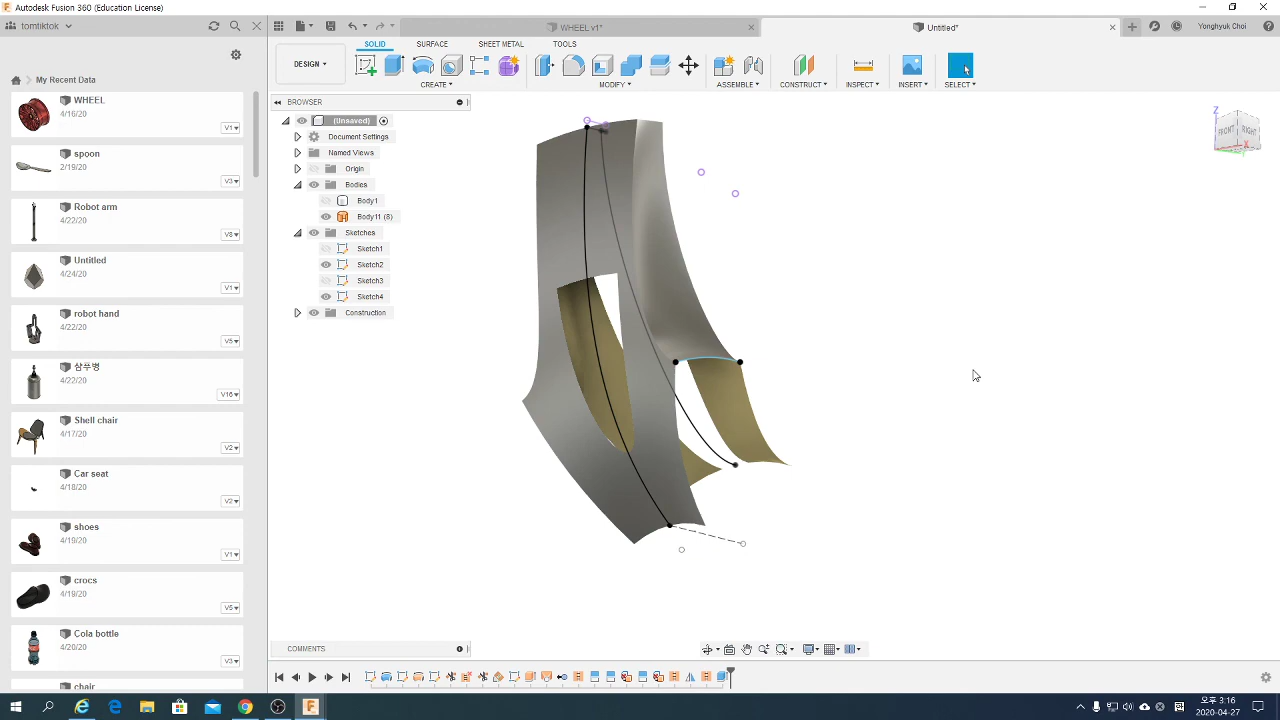 Autodesk Fusion 360 (Education License)
tomtiktok
WHEEL v1*
Untitled*
Yonghyuk Choi
SOLID
SURFACE
SHEET METAL
TOOLS
DESIGN
CREATE
MODIFY
ASSEMBLE
CONSTRUCT
INSPECT
INSERT
SELECT
My Recent Data
WHEEL
4/16/20
V1
spoon
2/19/20
V3
Robot arm
4/22/20
V8
Untitled
4/24/20
V1
robot hand
4/22/20
V5
샴푸병
4/22/20
V16
Shell chair
4/17/20
V2
Car seat
4/18/20
V2
shoes
4/19/20
V1
crocs
4/19/20
V5
Cola bottle
4/20/20
V3
chair
BROWSER
(Unsaved)
Document Settings
Named Views
Origin
Bodies
Body1
Body11 (8)
Sketches
Sketch1
Sketch2
Sketch3
Sketch4
Construction
Z
FRONT
RIGHT
X
COMMENTS
오후 3:16
2020-04-27